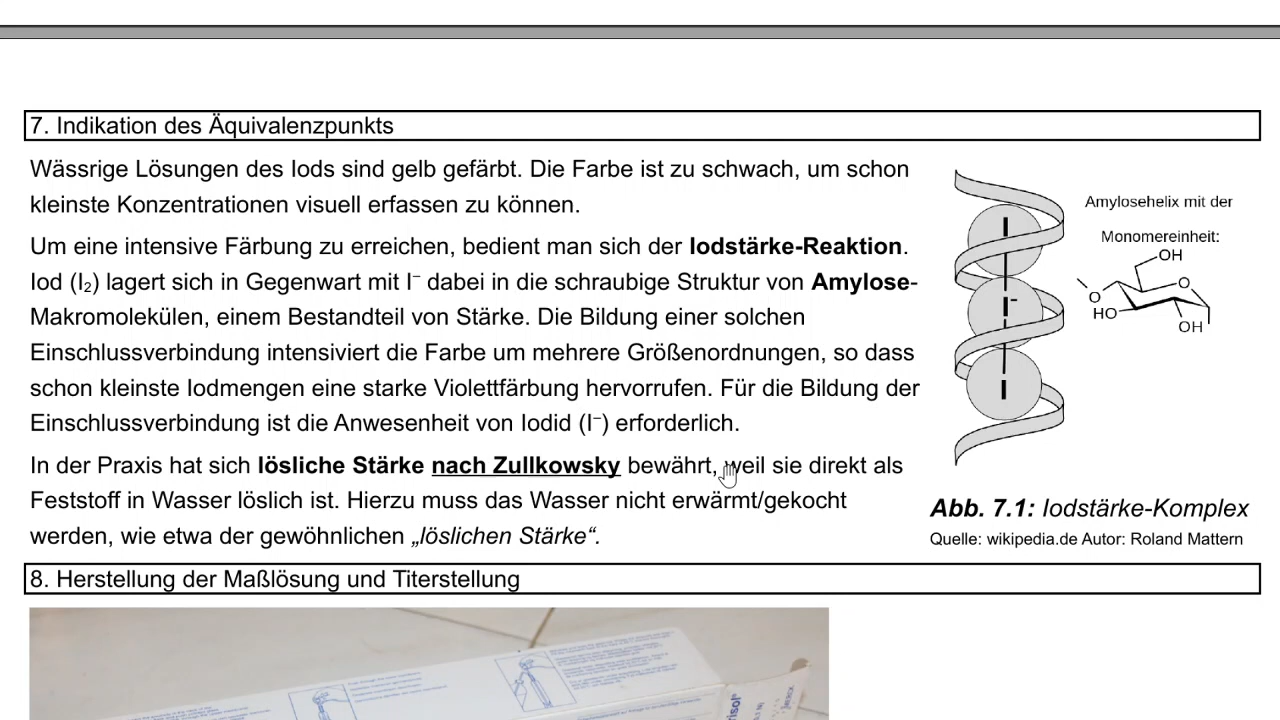 7. Indikation des Äquivalenzpunkts
Wässrige Lösungen des Iods sind gelb gefärbt. Die Farbe ist zu schwach, um schon
kleinste Konzentrationen visuell erfassen zu können.
Um eine intensive Färbung zu erreichen, bedient man sich der Iodstärke-Reaktion.
Iod (I₂) lagert sich in Gegenwart mit I⁻ dabei in die schraubige Struktur von Amylose-
Makromolekülen, einem Bestandteil von Stärke. Die Bildung einer solchen
Einschlussverbindung intensiviert die Farbe um mehrere Größenordnungen, so dass
schon kleinste Iodmengen eine starke Violettfärbung hervorrufen. Für die Bildung der
Einschlussverbindung ist die Anwesenheit von Iodid (I⁻) erforderlich.
In der Praxis hat sich lösliche Stärke nach Zullkowsky bewährt, weil sie direkt als
Feststoff in Wasser löslich ist. Hierzu muss das Wasser nicht erwärmt/gekocht
werden, wie etwa der gewöhnlichen „löslichen Stärke“.
Amylosehelix mit der
Monomereinheit:
OH
O
O
HO
OH
I
I⁻
I
Abb. 7.1: Iodstärke-Komplex
Quelle: wikipedia.de Autor: Roland Mattern
8. Herstellung der Maßlösung und Titerstellung